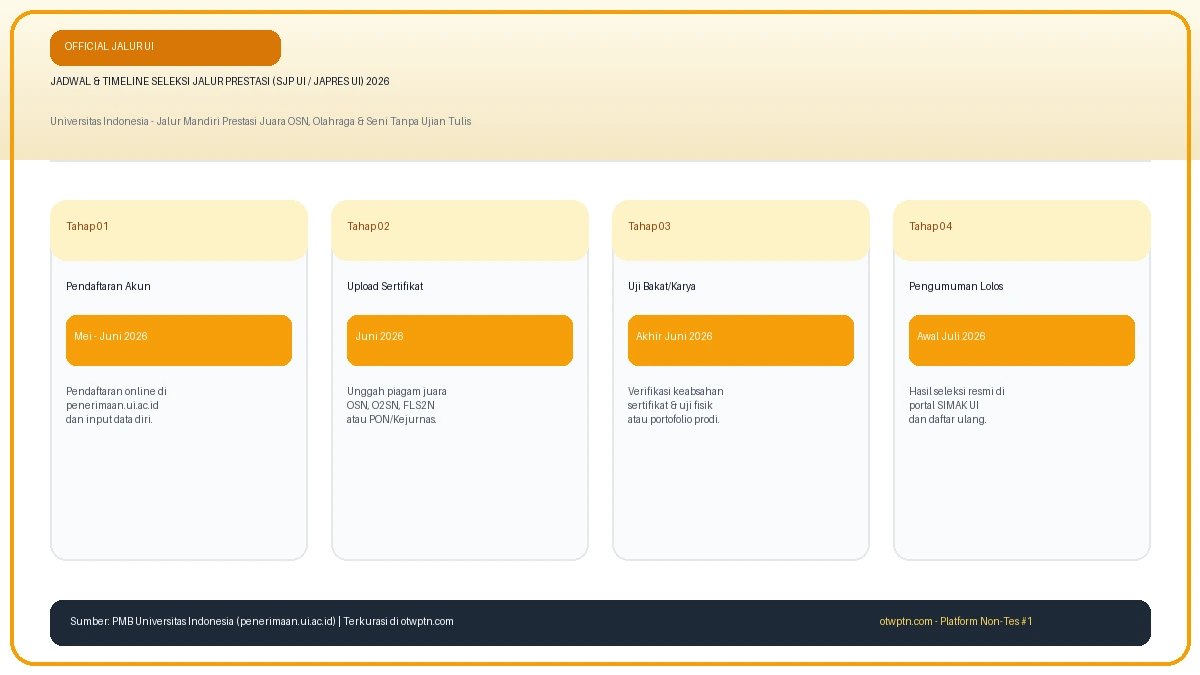 OFFICIAL JALUR UI
JADWAL & TIMELINE SELEKSI JALUR PRESTASI (SJP UI / JAPRES UI) 2026
Universitas Indonesia - Jalur Mandiri Prestasi Juara OSN, Olahraga & Seni Tanpa Ujian Tulis
Tahap 01
Pendaftaran Akun
Mei - Juni 2026
Pendaftaran online di
penerimaan.ui.ac.id
dan input data diri.
Tahap 02
Upload Sertifikat
Juni 2026
Unggah piagam juara
OSN, O2SN, FLS2N
atau PON/Kejurnas.
Tahap 03
Uji Bakat/Karya
Akhir Juni 2026
Verifikasi keabsahan
sertifikat & uji fisik
atau portofolio prodi.
Tahap 04
Pengumuman Lolos
Awal Juli 2026
Hasil seleksi resmi di
portal SIMAK UI
dan daftar ulang.
Sumber: PMB Universitas Indonesia (penerimaan.ui.ac.id) | Terkurasi di otwptn.com
otwptn.com - Platform Non-Tes #1